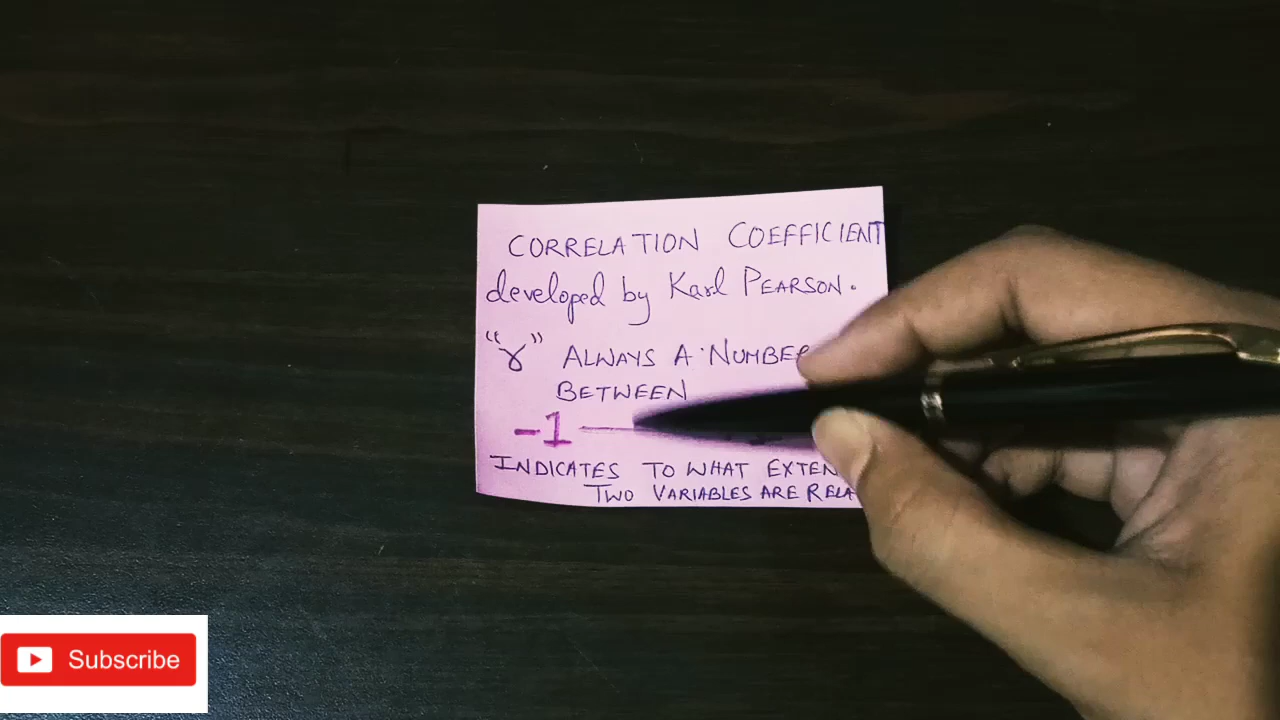 CORRELATION COEFFICIENT
developed by Karl PEARSON.
"r" ALWAYS A NUMBER
BETWEEN
-1
INDICATES TO WHAT
TWO VARIABLES ARE
Subscribe